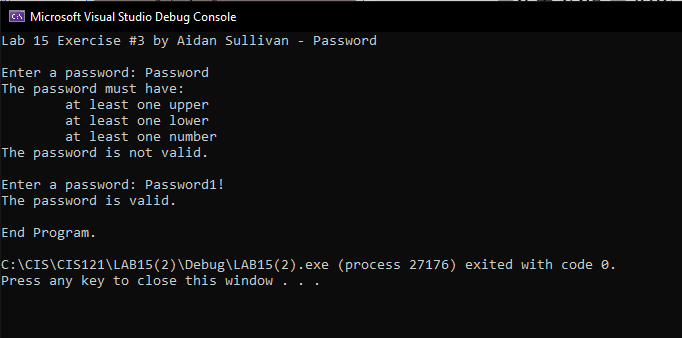 Microsoft Visual Studio Debug Console
Lab 15 Exercise #3 by Aidan Sullivan - Password
Enter a password: Password
The password must have:
at least one upper
at least one lower
at least one number
The password is not valid.
Enter a password: Password1!
The password is valid.
End Program.
C:\CIS\CIS121\LAB15(2)\Debug\LAB15(2).exe (process 27176) exited with code 0.
Press any key to close this window . . .